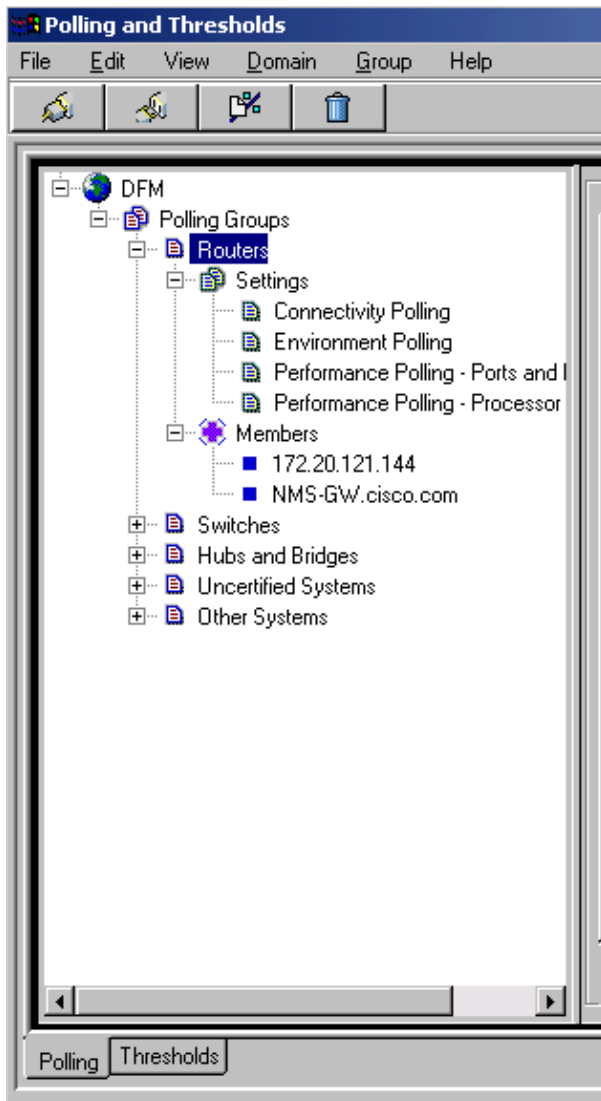 Polling and Thresholds
File Edit View Domain Group Help
DFM
Polling Groups
Routers
Settings
Connectivity Polling
Environment Polling
Performance Polling - Ports and
Performance Polling - Processor
Members
172.20.121.144
NMS-GW.cisco.com
Switches
Hubs and Bridges
Uncertified Systems
Other Systems
Polling Thresholds